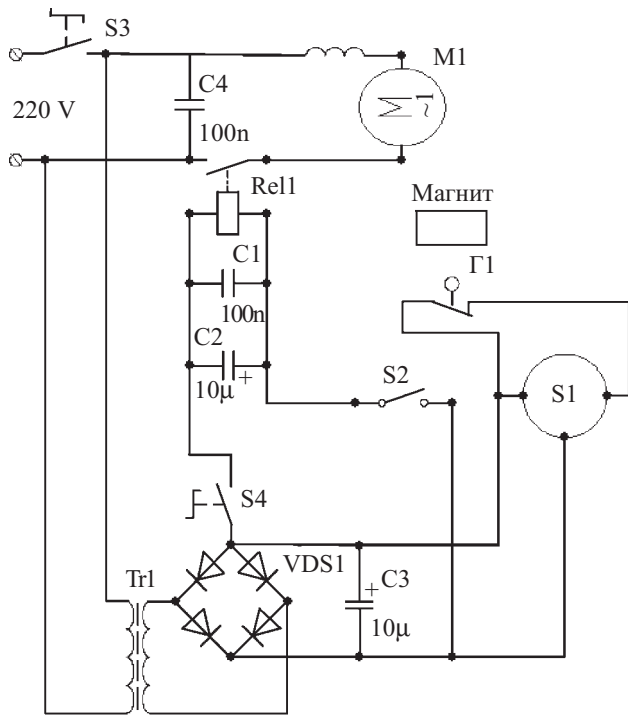 S3
M1
C4
220 V
100n
~1
Rel1
Магнит
C1
Г1
100n
C2
S2
10μ
+
S1
S4
VDS1
Tr1
+
C3
10μ